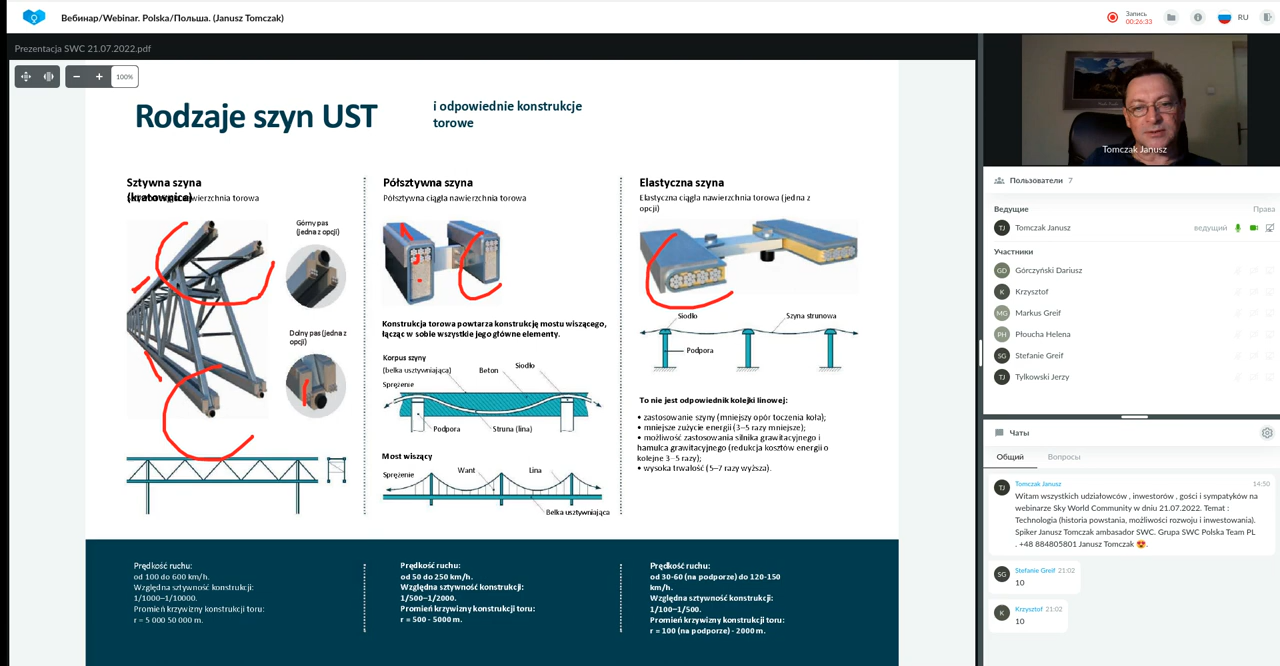 Вебинар/Webinar. Polska/Польша. (Janusz Tomczak)
Запись
00:26:33
RU
Prezentacja SWC 21.07.2022.pdf
100%
Rodzaje szyn UST
i odpowiednie konstrukcje
torowe
Sztywna szyna
(kratownica)
nawierzchnia torowa
Górny pas
(jedna z opcji)
Dolny pas (jedna z
opcji)
Półsztywna szyna
Półsztywna ciągła nawierzchnia torowa
Konstrukcja torowa powtarza konstrukcję mostu wiszącego,
łącząc w sobie wszystkie jego główne elementy.
Korpus szyny
(belka usztywniająca)
Beton
Siodło
Sprężenie
Podpora
Struna (lina)
Most wiszący
Sprężenie
Want
Lina
Belka usztywniająca
Elastyczna szyna
Elastyczna ciągła nawierzchnia torowa (jedna z
opcji)
Siodło
Szyna strunowa
Podpora
To nie jest odpowiednik kolejki linowej:
• zastosowanie szyny (mniejszy opór toczenia koła);
• mniejsze zużycie energii (3–5 razy mniejsze);
• możliwość zastosowania silnika grawitacyjnego i
hamulca grawitacyjnego (redukcja kosztów energii o
kolejne 3–5 razy);
• wysoka trwałość (5–7 razy wyższa).
Prędkość ruchu:
od 100 do 600 km/h.
Względna sztywność konstrukcji:
1/1000–1/10000.
Promień krzywizny konstrukcji toru:
r = 5 000 50 000 m.
Prędkość ruchu:
od 50 do 250 km/h.
Względna sztywność konstrukcji:
1/500–1/2000.
Promień krzywizny konstrukcji toru:
r = 500 - 5000 m.
Prędkość ruchu:
od 30-60 (na podporze) do 120-150
km/h.
Względna sztywność konstrukcji:
1/100–1/500.
Promień krzywizny konstrukcji toru:
r = 100 (na podporze) - 2000 m.
Tomczak Janusz
Пользователи 7
Ведущие
Права
TJ Tomczak Janusz ведущий
Участники
GD Górczyński Dariusz
K Krzysztof
MG Markus Greif
PH Płoucha Helena
SG Stefanie Greif
TJ Tylkowski Jerzy
Чаты
Общий Вопросы
TJ Tomczak Janusz 14:50
Witam wszystkich udziałowców , inwestorów , gości i sympatyków na
webinarze Sky World Community w dniu 21.07.2022. Temat :
Technologia (historia powstania, możliwości rozwoju i inwestowania).
Spiker Janusz Tomczak ambasador SWC. Grupa SWC Polska Team PL
. +48 884805801 Janusz Tomczak 😍.
SG Stefanie Greif 21:02
10
K Krzysztof 21:02
10